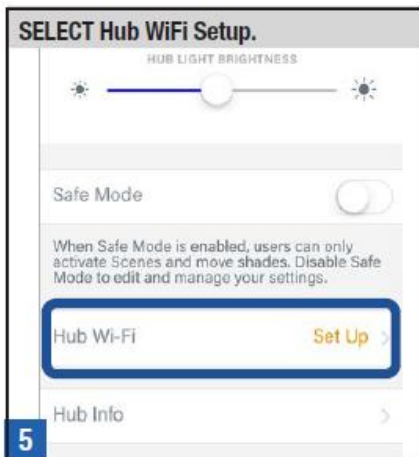 SELECT Hub WiFi Setup.
HUB LIGHT BRIGHTNESS
Safe Mode
When Safe Mode is enabled, users can only
activate Scenes and move shades. Disable Safe
Mode to edit and manage your settings.
Hub Wi-Fi Set Up >
Hub Info >
5